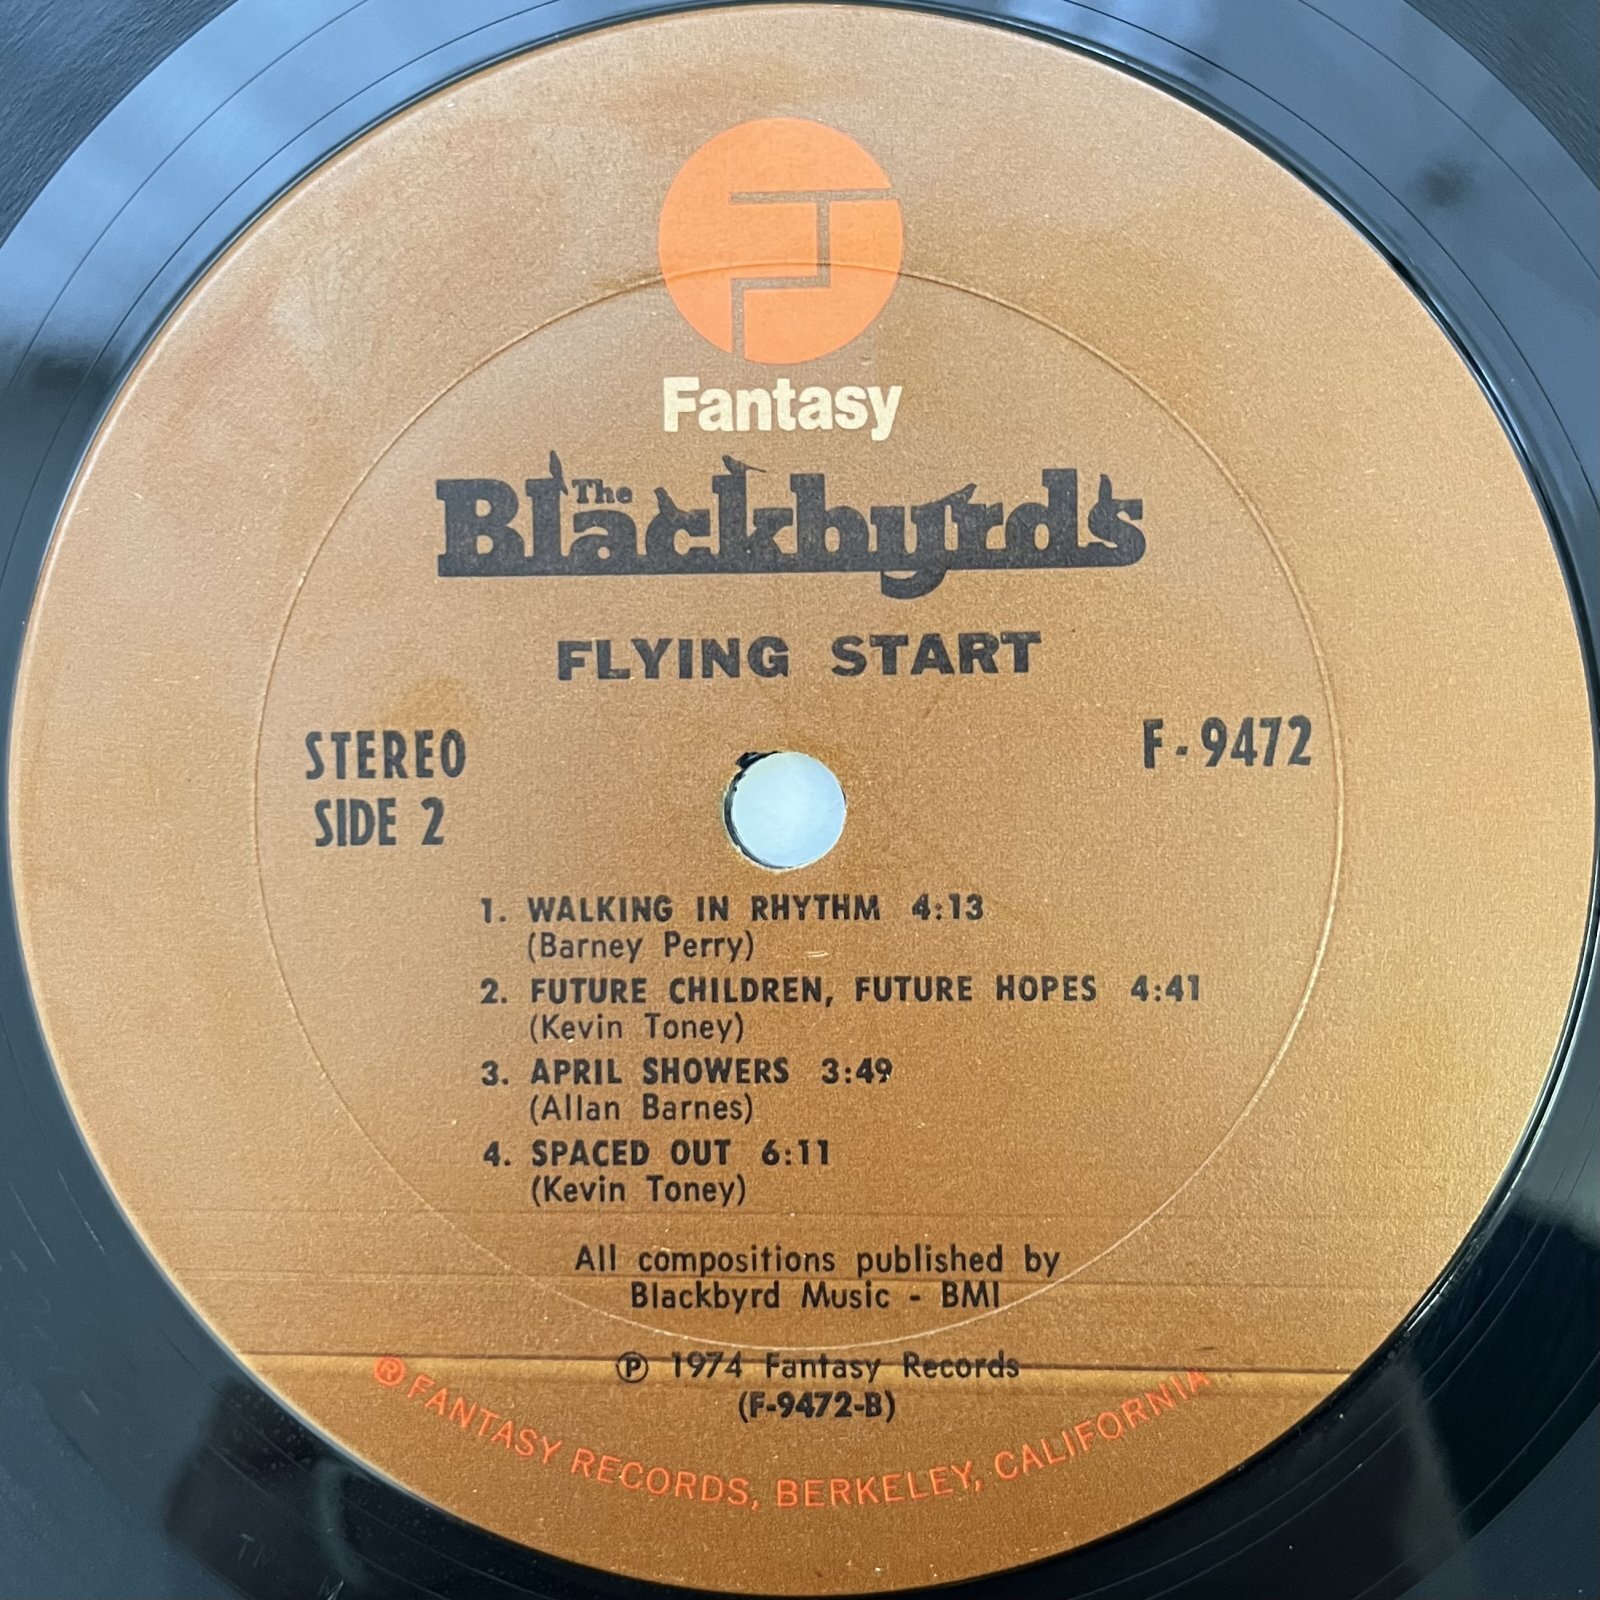 Fantasy
The Blackbyrds
FLYING START
STEREO
SIDE 2
F-9472
1. WALKING IN RHYTHM 4:13
(Barney Perry)
2. FUTURE CHILDREN, FUTURE HOPES 4:41
(Kevin Toney)
3. APRIL SHOWERS 3:49
(Allan Barnes)
4. SPACED OUT 6:11
(Kevin Toney)
All compositions published by
Blackbyrd Music - BMI
℗ 1974 Fantasy Records
(F-9472-B)
® FANTASY RECORDS, BERKELEY, CALIFORNIA